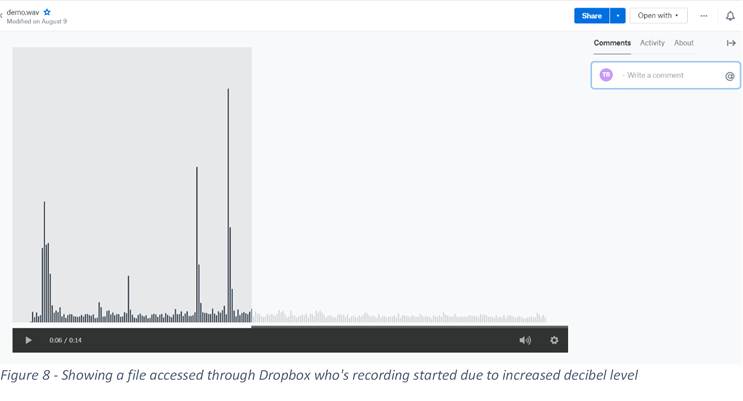 demo.wav
Modified on August 9
Share
Open with
Comments Activity About
TR
- Write a comment
@
0:06 / 0:14
Figure 8 - Showing a file accessed through Dropbox who's recording started due to increased decibel level